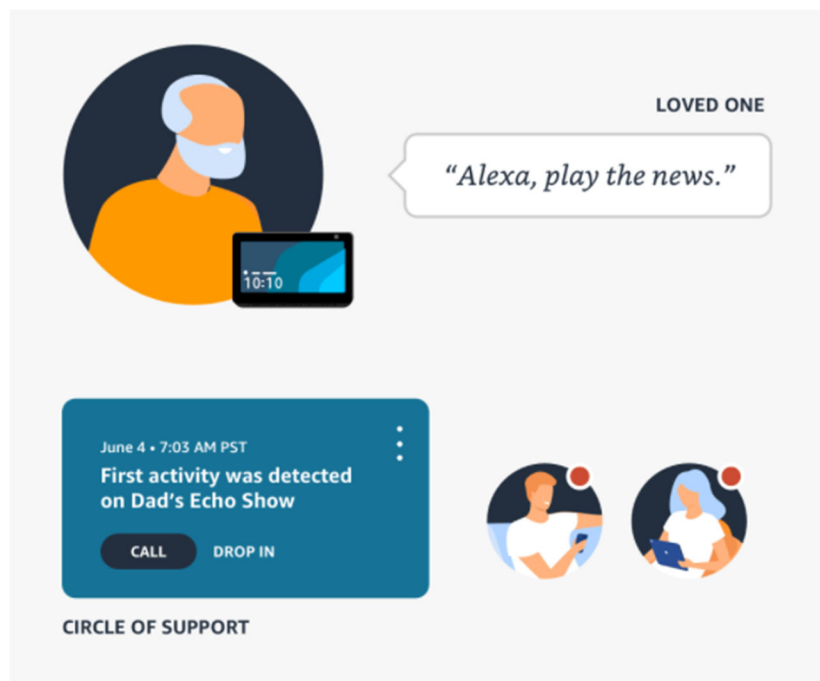 LOVED ONE
“Alexa, play the news.”
10:10
June 4 • 7:03 AM PST
First activity was detected
on Dad’s Echo Show
CALL DROP IN
CIRCLE OF SUPPORT